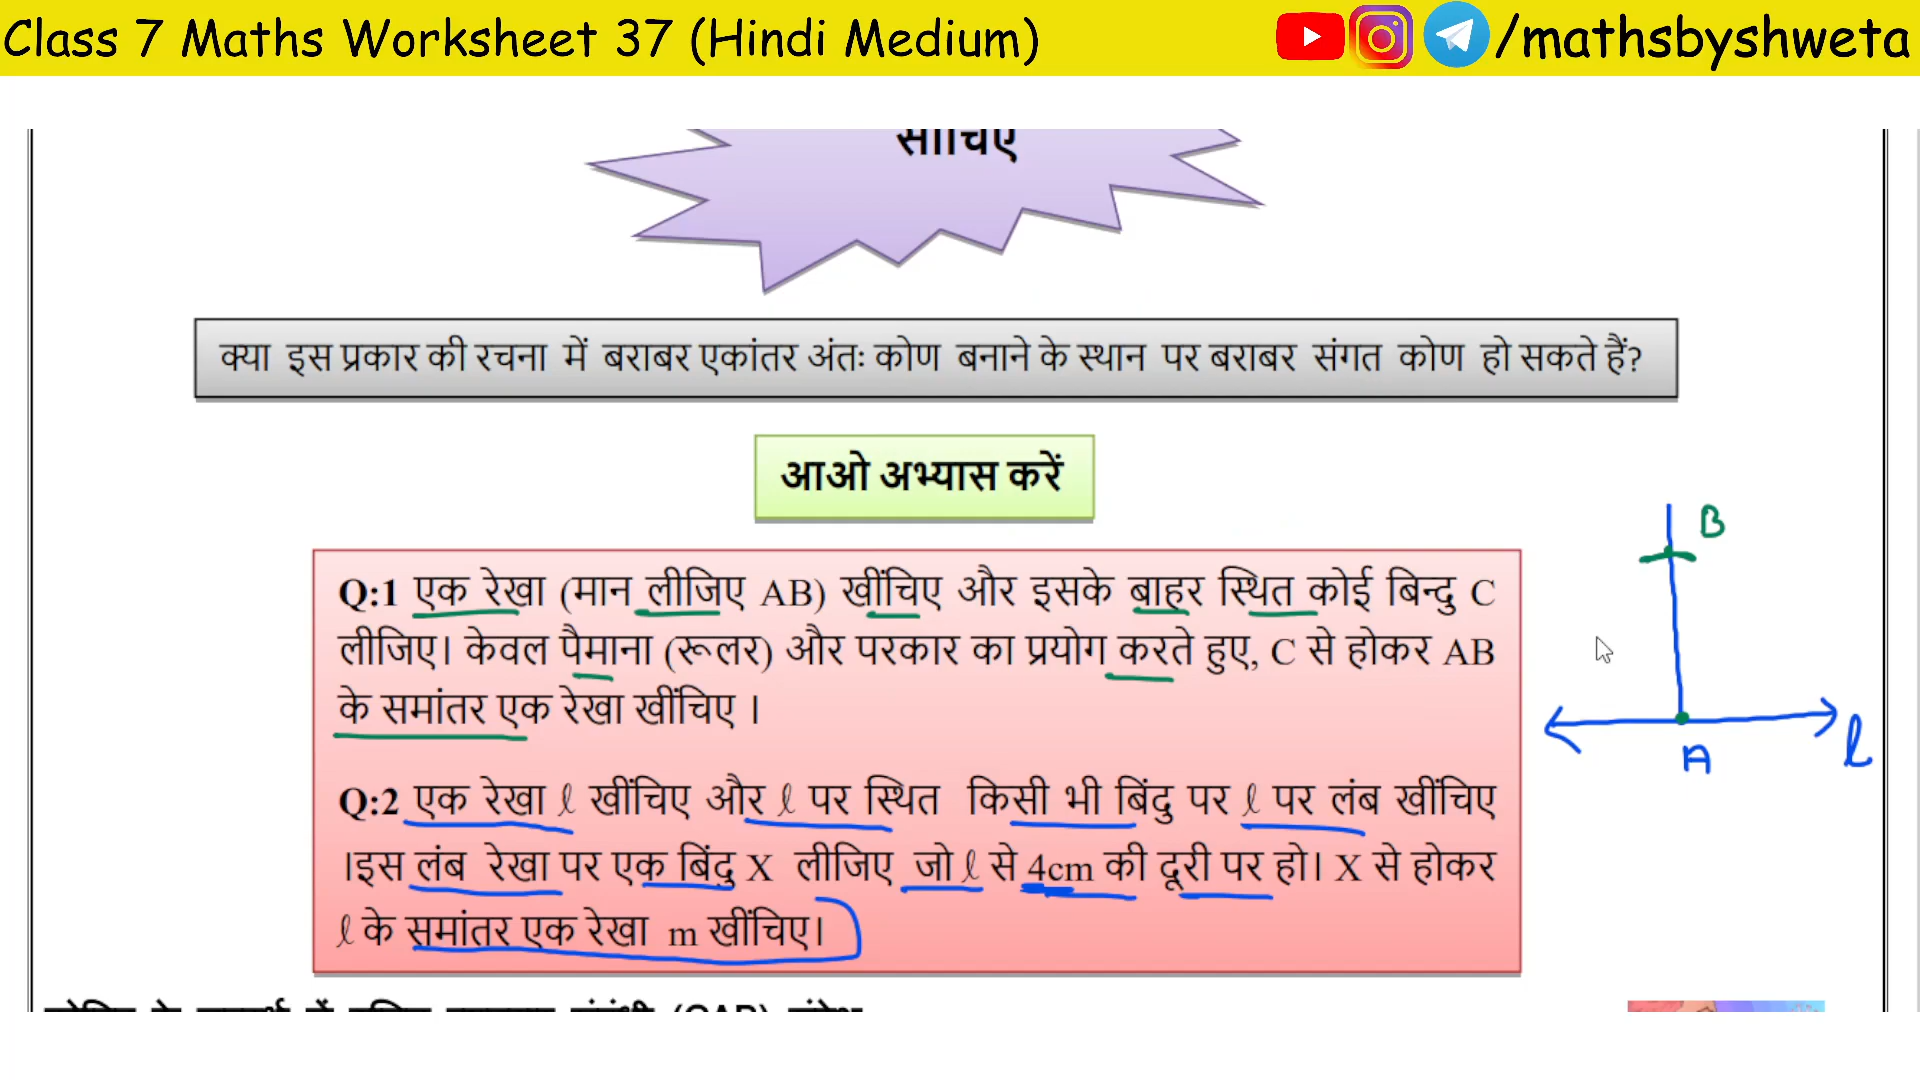 Class 7 Maths Worksheet 37 (Hindi Medium)
/mathsbyshweta
सोचिए
क्या इस प्रकार की रचना में बराबर एकांतर अंतः कोण बनाने के स्थान पर बराबर संगत कोण हो सकते हैं?
आओ अभ्यास करें
Q:1 एक रेखा (मान लीजिए AB) खींचिए और इसके बाहर स्थित कोई बिन्दु C
लीजिए। केवल पैमाना (रूलर) और परकार का प्रयोग करते हुए, C से होकर AB
के समांतर एक रेखा खींचिए ।
Q:2 एक रेखा ℓ खींचिए और ℓ पर स्थित किसी भी बिंदु पर ℓ पर लंब खींचिए
।इस लंब रेखा पर एक बिंदु X लीजिए जो ℓ से 4cm की दूरी पर हो। X से होकर
ℓ के समांतर एक रेखा m खींचिए।
B
A
ℓ